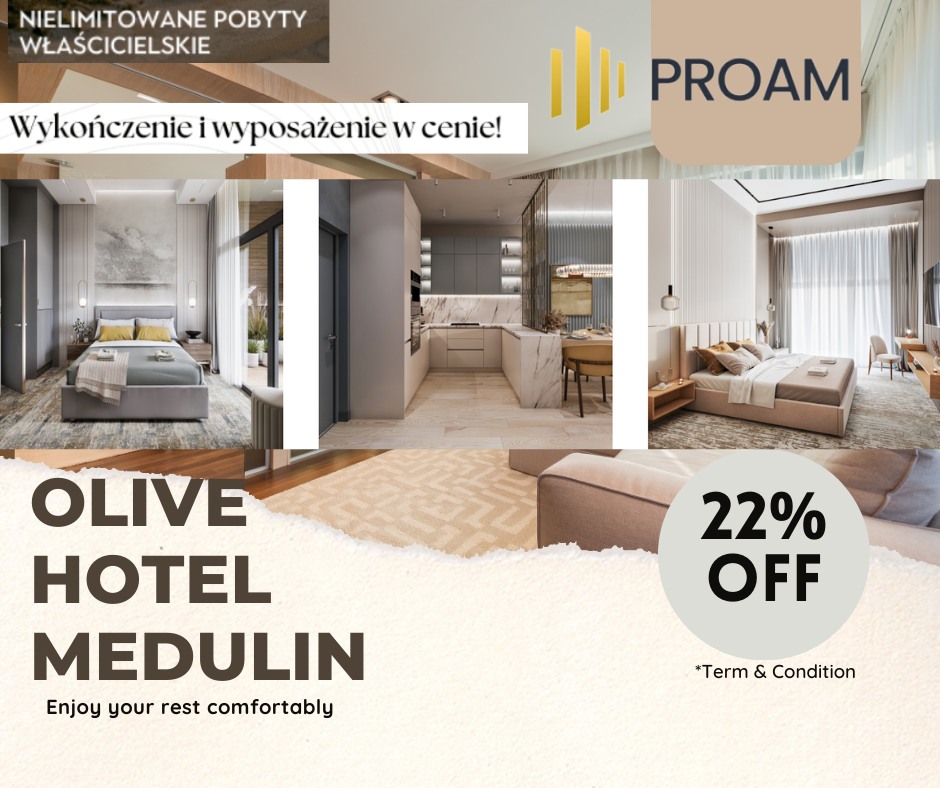 NIELIMITOWANE POBYTY
WŁAŚCICIELSKIE
PROAM
Wykończenie i wyposażenie w cenie!
OLIVE
HOTEL
MEDULIN
Enjoy your rest comfortably
22%
OFF
*Term & Condition